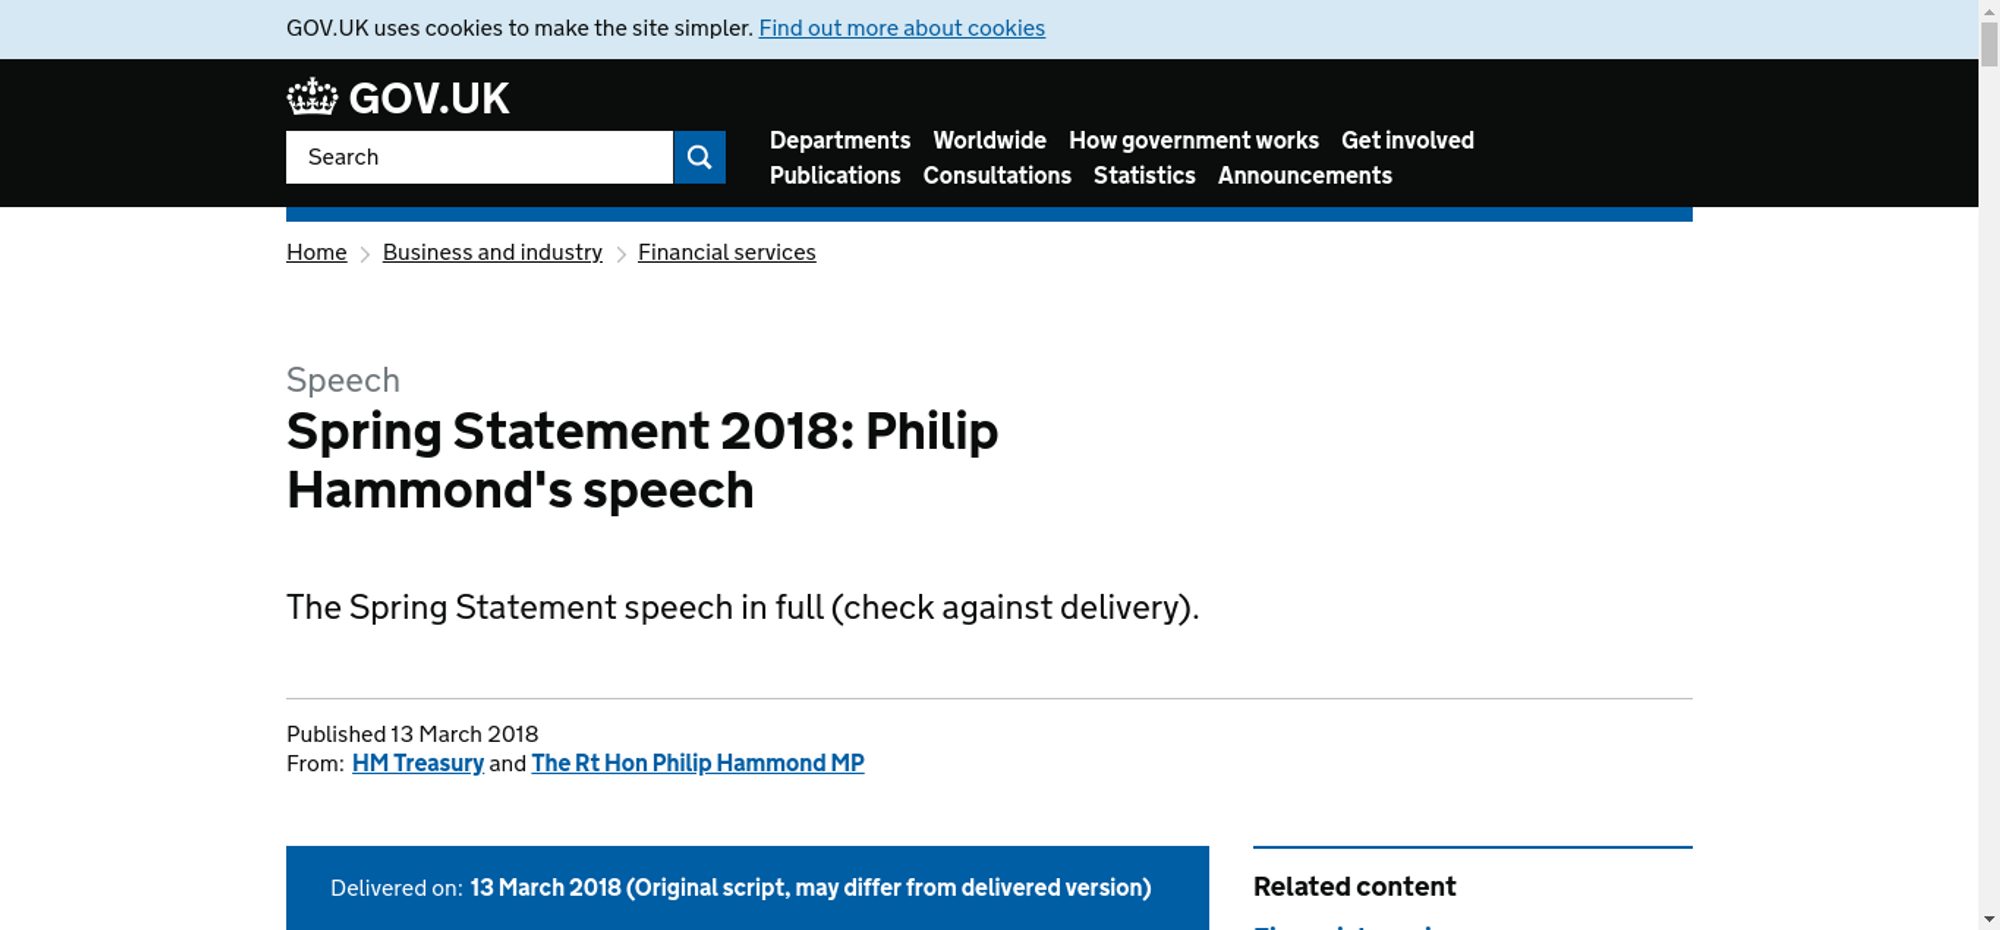 GOV.UK uses cookies to make the site simpler. Find out more about cookies
GOV.UK
Search
Departments Worldwide How government works Get involved
Publications Consultations Statistics Announcements
Home Business and industry Financial services
Speech
Spring Statement 2018: Philip
Hammond's speech
The Spring Statement speech in full (check against delivery).
Published 13 March 2018
From: HM Treasury and The Rt Hon Philip Hammond MP
Delivered on: 13 March 2018 (Original script, may differ from delivered version)
Related content